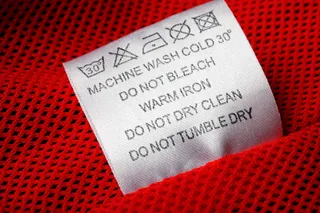 30°
MACHINE WASH COLD 30°
DO NOT BLEACH
WARM IRON
DO NOT DRY CLEAN
DO NOT TUMBLE DRY